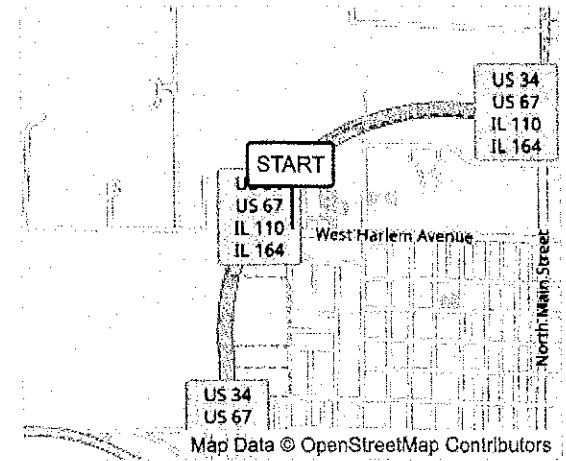 US 34
US 67
IL 110
IL 164
START
U
US 67
IL 110
IL 164
West Harlem Avenue
North Main Street
US 34
US 67
Map Data © OpenStreetMap Contributors